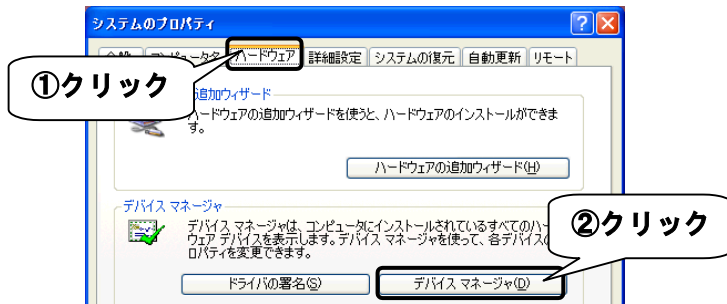 システムのプロパティ
ハードウェア 詳細設定 システムの復元 自動更新 リモート
①クリック
追加ウィザード
ハードウェアの追加ウィザードを使うと、ハードウェアのインストールができま
す。
ハードウェアの追加ウィザード(H)
デバイス マネージャ
デバイス マネージャは、コンピュータにインストールされているすべてのハー
ウェア デバイスを表示します。デバイス マネージャを使って、各デバイスの
ロパティを変更できます。
②クリック
ドライバの署名(S) デバイス マネージャ(D)